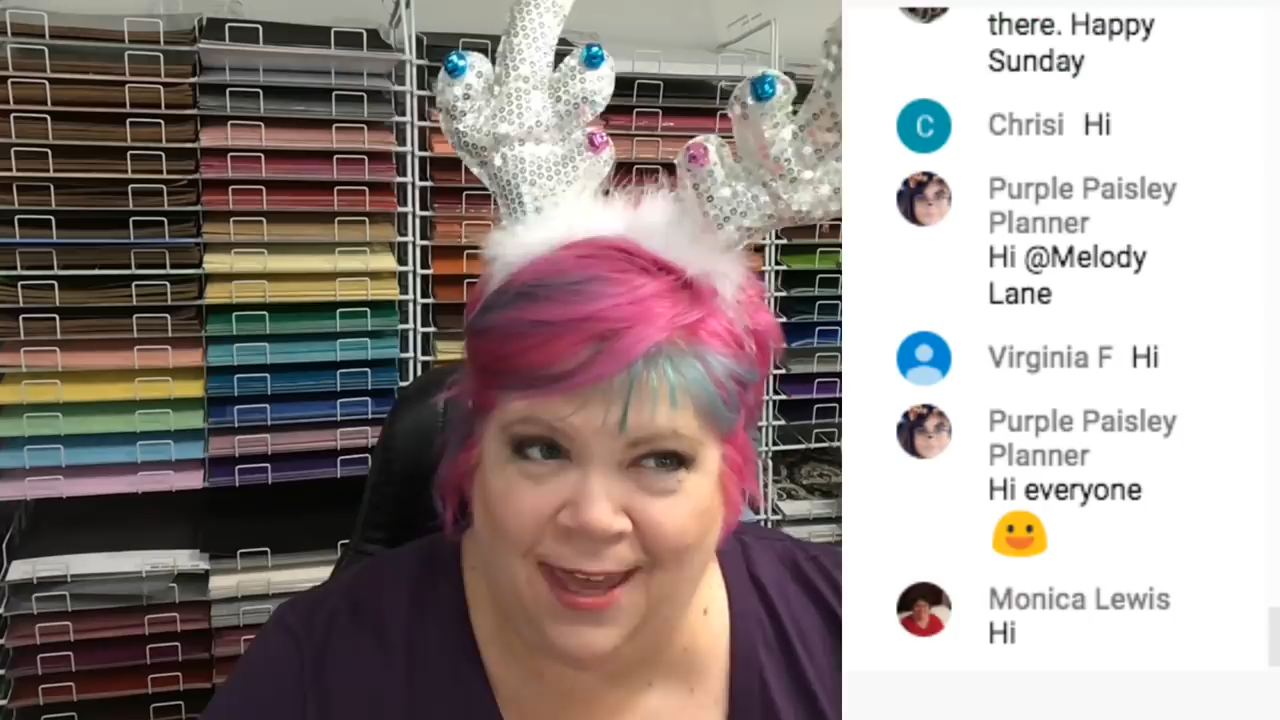 there. Happy
Sunday
C
Chrisi Hi
Purple Paisley
Planner
Hi @Melody
Lane
Virginia F Hi
Purple Paisley
Planner
Hi everyone
Monica Lewis
Hi